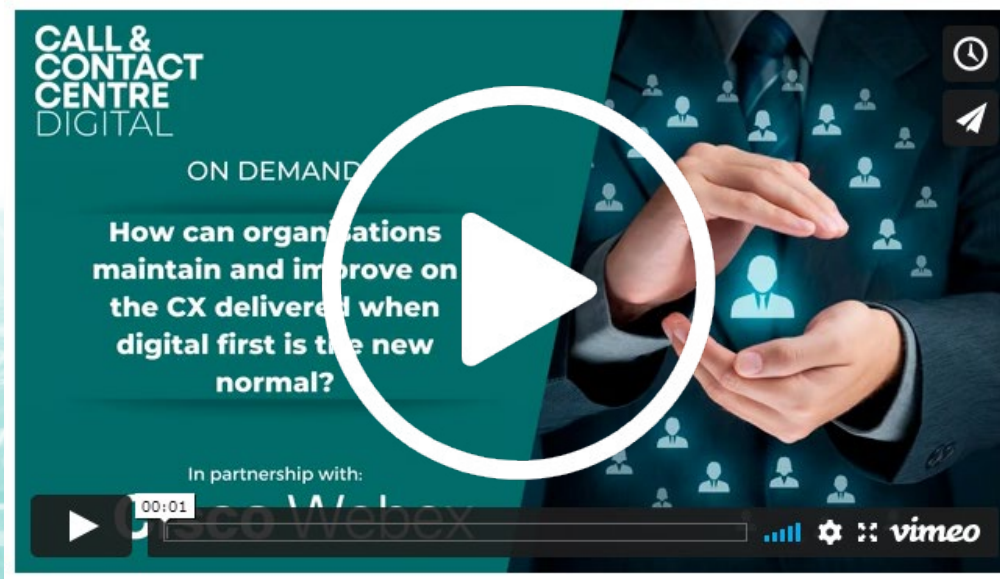 CALL &
CONTACT
CENTRE
DIGITAL
ON DEMAND
How can organisations
maintain and improve on
the CX delivered when
digital first is the new
normal?
In partnership with:
Cisco Webex
00:01
vimeo